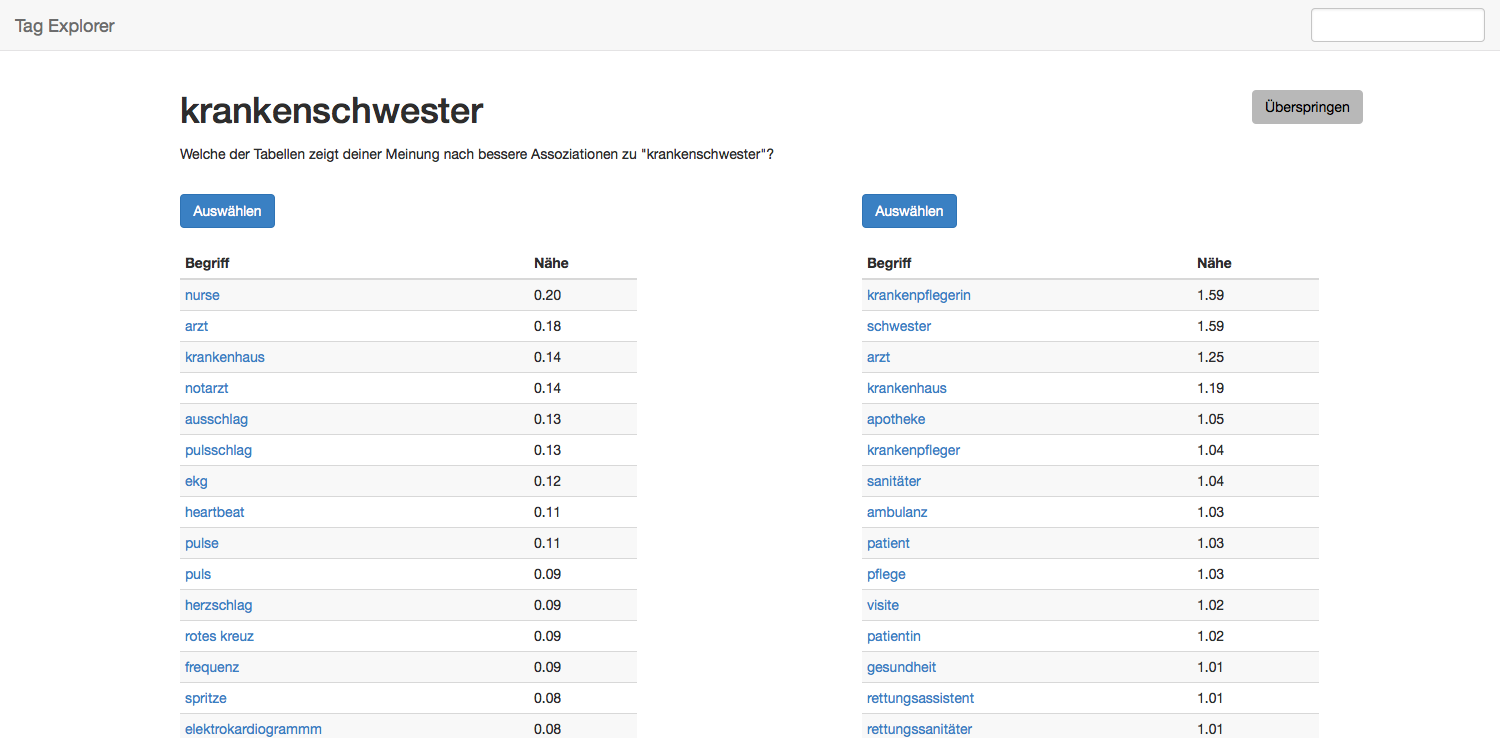 Tag Explorer
krankenschwester
Überspringen
Welche der Tabellen zeigt deiner Meinung nach bessere Assoziationen zu "krankenschwester"?
Auswählen
Begriff Nähe
nurse 0.20
arzt 0.18
krankenhaus 0.14
notarzt 0.14
ausschlag 0.13
pulsschlag 0.13
ekg 0.12
heartbeat 0.11
pulse 0.11
puls 0.09
herzschlag 0.09
rotes kreuz 0.09
frequenz 0.09
spritze 0.08
elektrokardiogrammm 0.08
Auswählen
Begriff Nähe
krankenpflegerin 1.59
schwester 1.59
arzt 1.25
krankenhaus 1.19
apotheke 1.05
krankenpfleger 1.04
sanitäter 1.04
ambulanz 1.03
patient 1.03
pflege 1.03
visite 1.02
patientin 1.02
gesundheit 1.01
rettungsassistent 1.01
rettungssanitäter 1.01